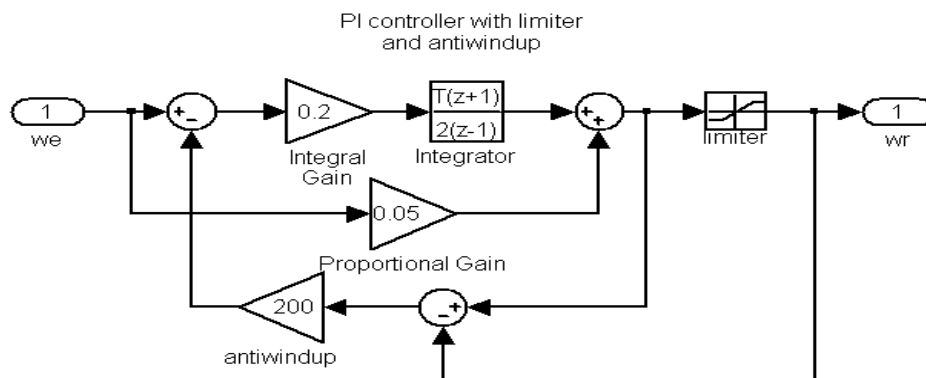 PI controller with limiter
and antiwindup
1
we
+
-
0.2
Integral
Gain
T(z+1)
2(z-1)
Integrator
+
+
limiter
1
wr
0.05
Proportional Gain
200
antiwindup
-
+